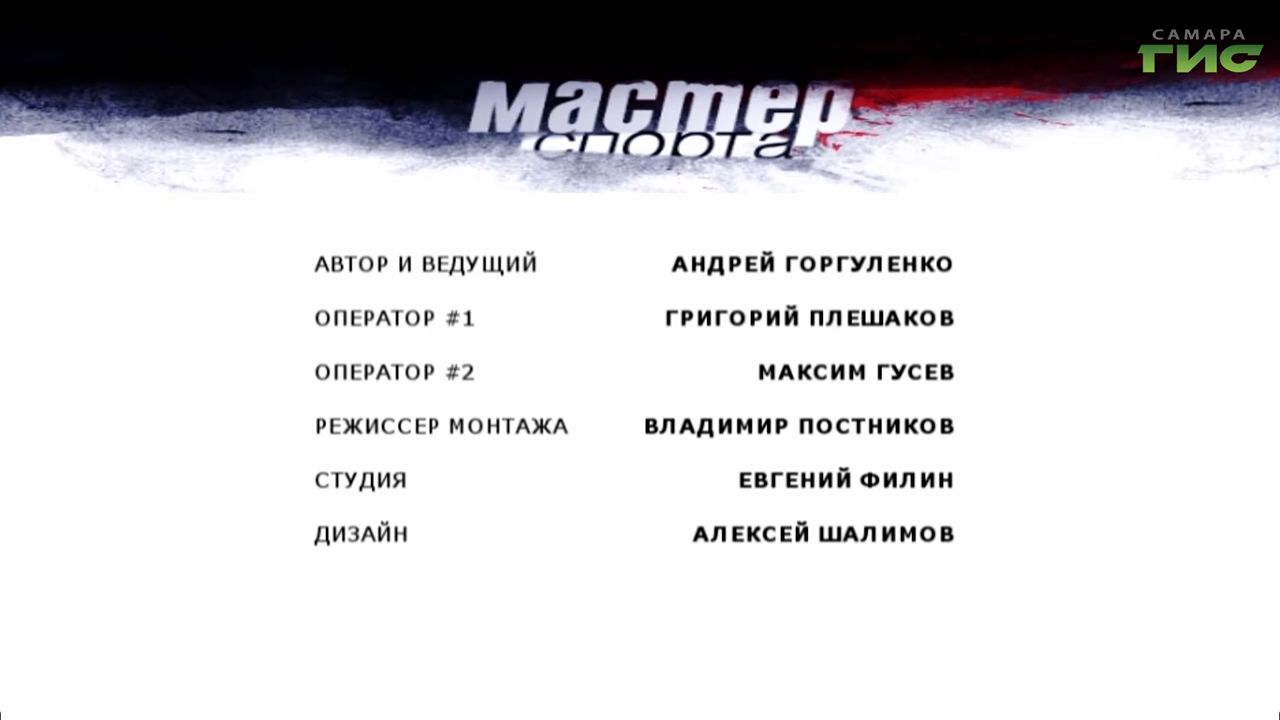 САМАРА
ГИС
мастер
спорта
АВТОР И ВЕДУЩИЙ АНДРЕЙ ГОРГУЛЕНКО
ОПЕРАТОР #1 ГРИГОРИЙ ПЛЕШАКОВ
ОПЕРАТОР #2 МАКСИМ ГУСЕВ
РЕЖИССЕР МОНТАЖА ВЛАДИМИР ПОСТНИКОВ
СТУДИЯ ЕВГЕНИЙ ФИЛИН
ДИЗАЙН АЛЕКСЕЙ ШАЛИМОВ